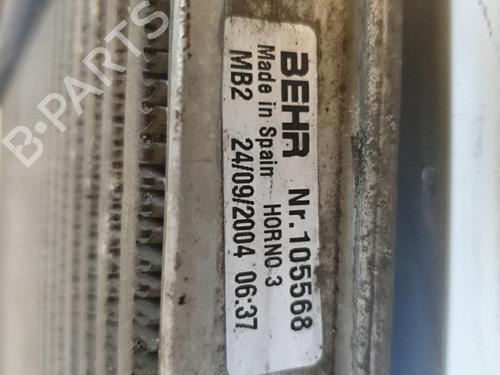 BEHR Nr. 105568
Made in Spain HORNO 3
MB2 24/09/2004 06:37
B-PARTS